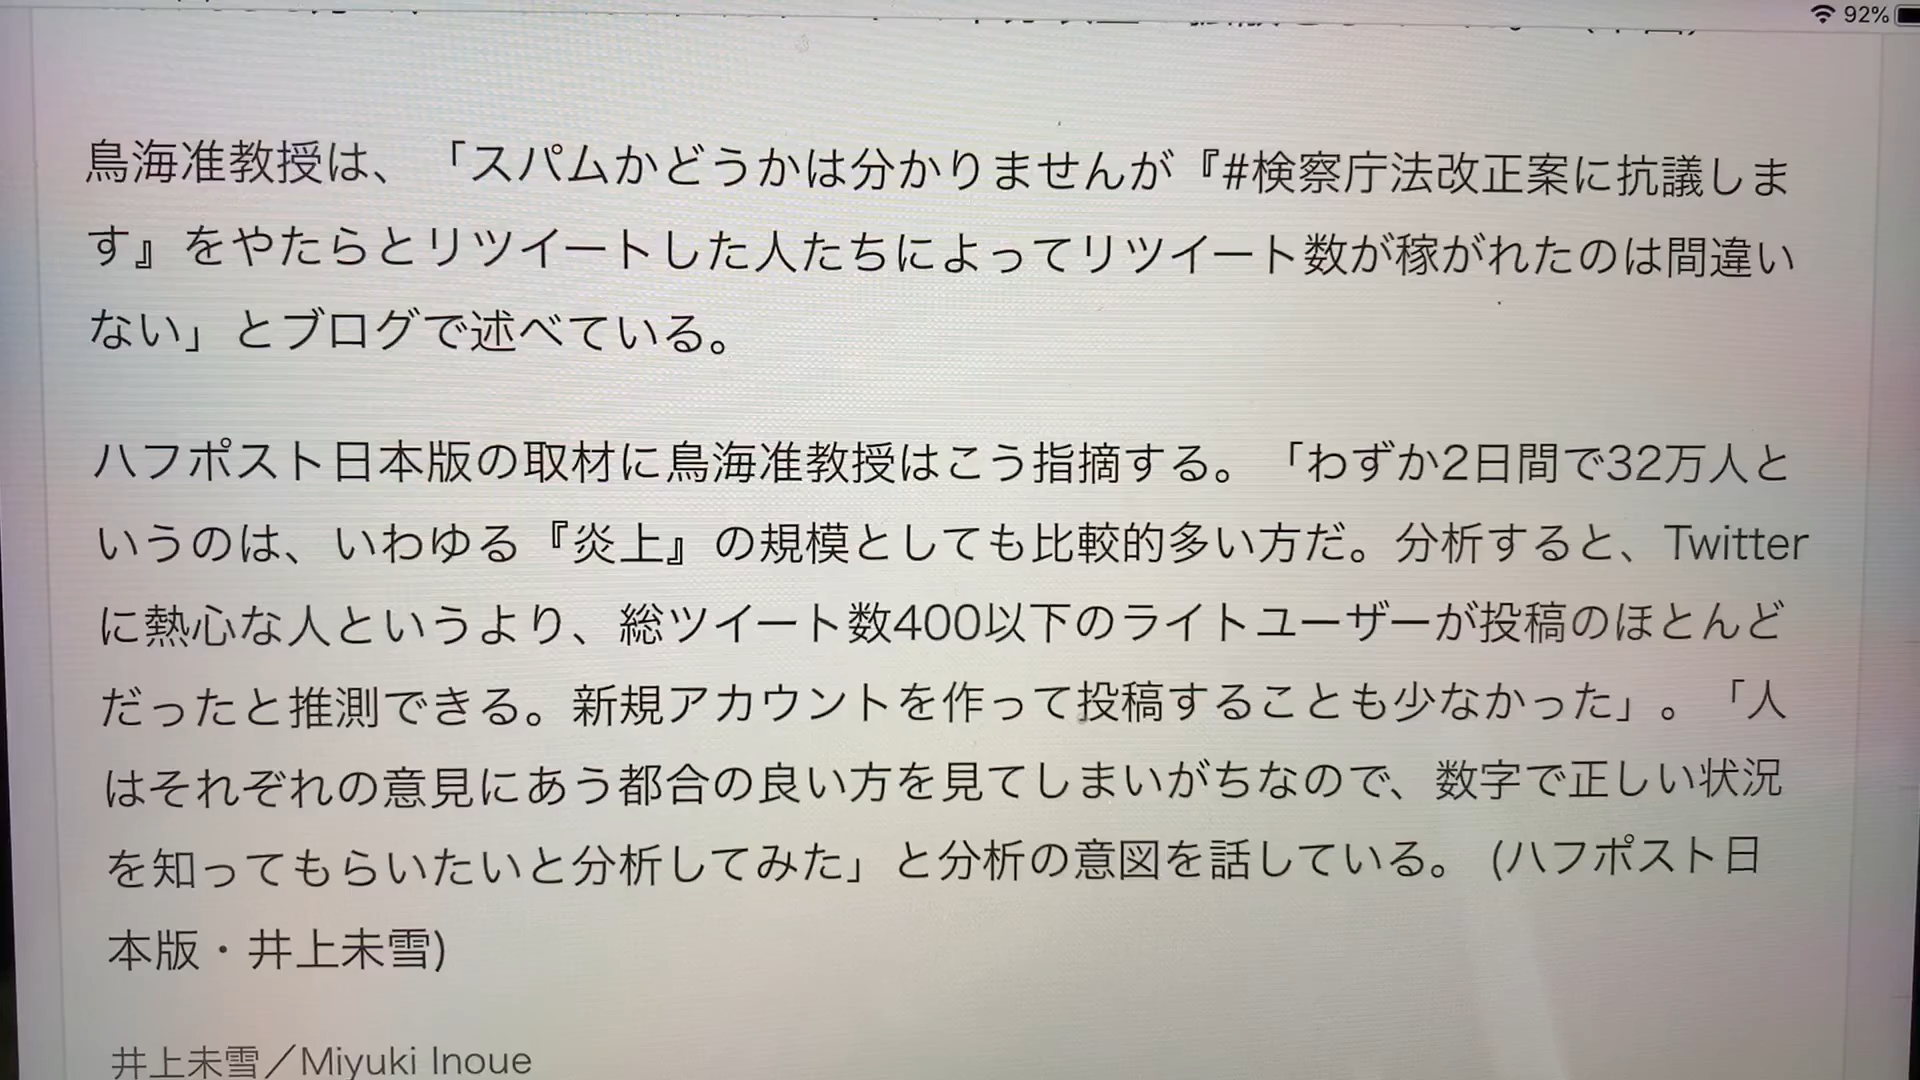 92%
鳥海准教授は、「スパムかどうかは分かりませんが『#検察庁法改正案に抗議しま
す』をやたらとリツイートした人たちによってリツイート数が稼がれたのは間違い
ない」とブログで述べている。
ハフポスト日本版の取材に鳥海准教授はこう指摘する。「わずか2日間で32万人と
いうのは、いわゆる『炎上』の規模としても比較的多い方だ。分析すると、Twitter
に熱心な人というより、総ツイート数400以下のライトユーザーが投稿のほとんど
だったと推測できる。新規アカウントを作って投稿することも少なかった」。「人
はそれぞれの意見にあう都合の良い方を見てしまいがちなので、数字で正しい状況
を知ってもらいたいと分析してみた」と分析の意図を話している。 (ハフポスト日
本版・井上未雪)
井上未雪／Miyuki Inoue